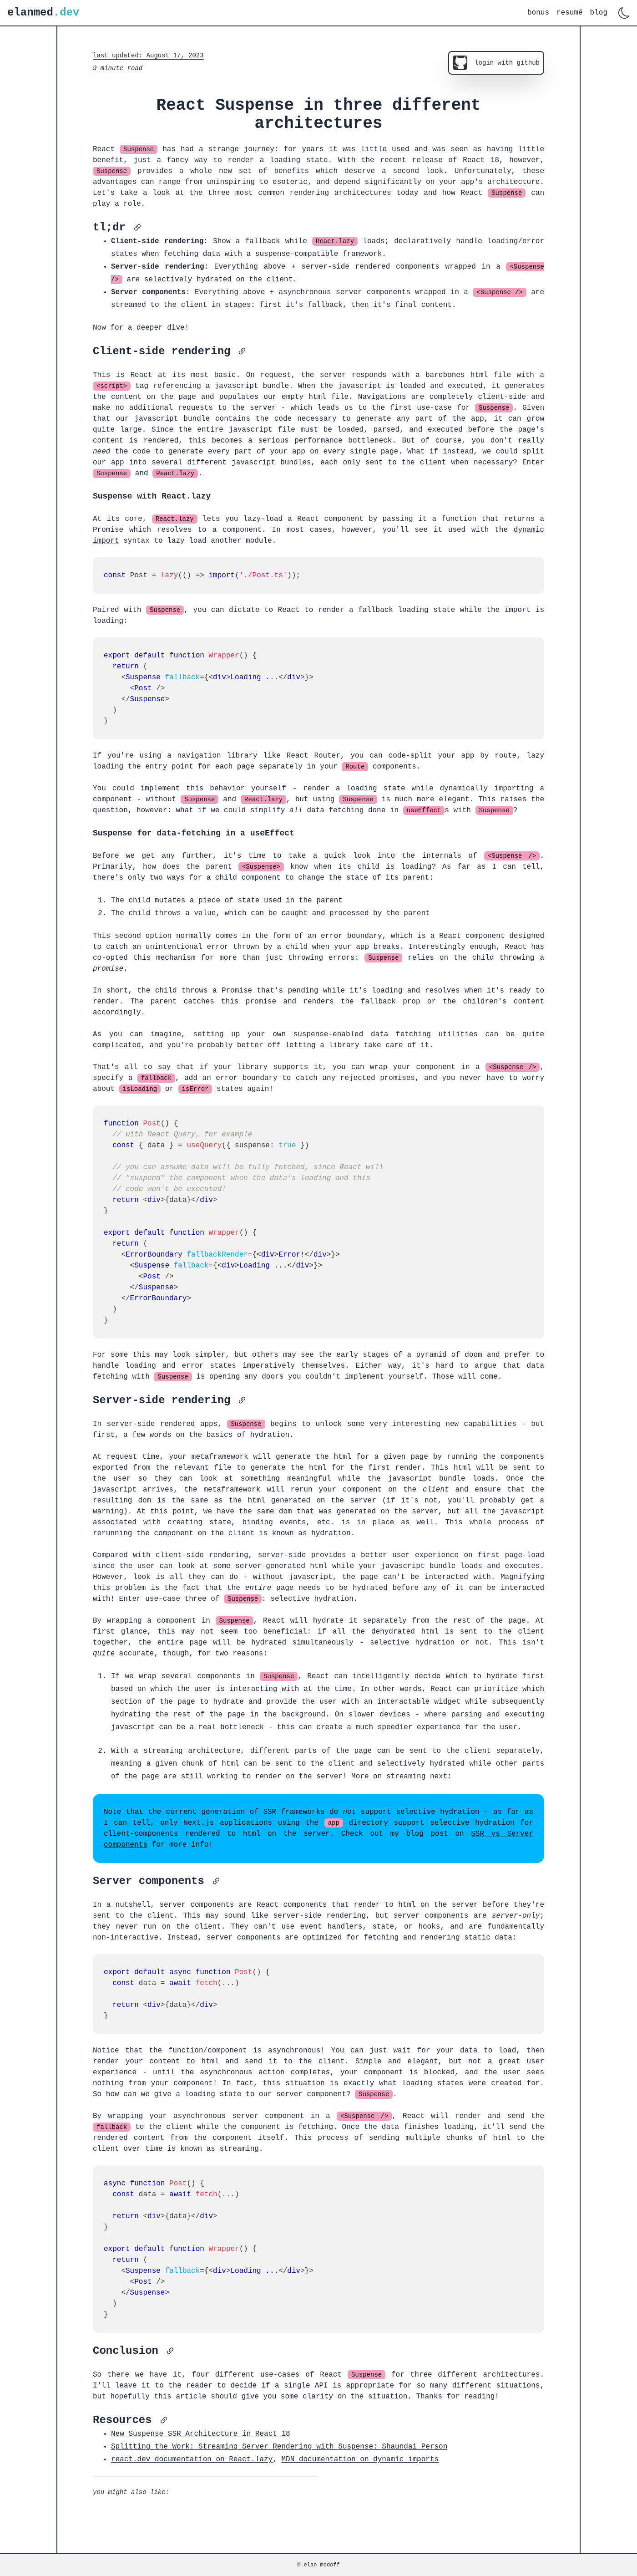 elanmed.dev
bonus resumé blog
last updated: August 17, 2023
9 minute read
login with github
React Suspense in three different
architectures
React Suspense has had a strange journey: for years it was little used and was seen as having little
benefit, just a fancy way to render a loading state. With the recent release of React 18, however,
Suspense provides a whole new set of benefits which deserve a second look. Unfortunately, these
advantages can range from uninspiring to esoteric, and depend significantly on your app's architecture.
Let's take a look at the three most common rendering architectures today and how React Suspense can
play a role.
tl;dr
• Client-side rendering: Show a fallback while React.lazy loads; declaratively handle loading/error
states when fetching data with a suspense-compatible framework.
• Server-side rendering: Everything above + server-side rendered components wrapped in a <Suspense
/> are selectively hydrated on the client.
• Server components: Everything above + asynchronous server components wrapped in a <Suspense /> are
streamed to the client in stages: first it's fallback, then it's final content.
Now for a deeper dive!
Client-side rendering
This is React at its most basic. On request, the server responds with a barebones html file with a
<script> tag referencing a javascript bundle. When the javascript is loaded and executed, it generates
the content on the page and populates our empty html file. Navigations are completely client-side and
make no additional requests to the server - which leads us to the first use-case for Suspense. Given
that our javascript bundle contains the code necessary to generate any part of the app, it can grow
quite large. Since the entire javascript file must be loaded, parsed, and executed before the page's
content is rendered, this becomes a serious performance bottleneck. But of course, you don't really
need the code to generate every part of your app on every single page. What if instead, we could split
our app into several different javascript bundles, each only sent to the client when necessary? Enter
Suspense and React.lazy.
Suspense with React.lazy
At its core, React.lazy lets you lazy-load a React component by passing it a function that returns a
Promise which resolves to a component. In most cases, however, you'll see it used with the dynamic
import syntax to lazy load another module.
const Post = lazy(() => import('./Post.ts'));
Paired with Suspense, you can dictate to React to render a fallback loading state while the import is
loading:
export default function Wrapper() {
return (
<Suspense fallback={<div>Loading ...</div>}>
<Post />
</Suspense>
)
}
If you're using a navigation library like React Router, you can code-split your app by route, lazy
loading the entry point for each page separately in your Route components.
You could implement this behavior yourself - render a loading state while dynamically importing a
component - without Suspense and React.lazy, but using Suspense is much more elegant. This raises the
question, however: what if we could simplify all data fetching done in useEffects with Suspense?
Suspense for data-fetching in a useEffect
Before we get any further, it's time to take a quick look into the internals of <Suspense />.
Primarily, how does the parent <Suspense> know when its child is loading? As far as I can tell,
there's only two ways for a child component to change the state of its parent:
1. The child mutates a piece of state used in the parent
2. The child throws a value, which can be caught and processed by the parent
This second option normally comes in the form of an error boundary, which is a React component designed
to catch an unintentional error thrown by a child when your app breaks. Interestingly enough, React has
co-opted this mechanism for more than just throwing errors: Suspense relies on the child throwing a
promise.
In short, the child throws a Promise that's pending while it's loading and resolves when it's ready to
render. The parent catches this promise and renders the fallback prop or the children's content
accordingly.
As you can imagine, setting up your own suspense-enabled data fetching utilities can be quite
complicated, and you're probably better off letting a library take care of it.
That's all to say that if your library supports it, you can wrap your component in a <Suspense />,
specify a fallback, add an error boundary to catch any rejected promises, and you never have to worry
about isLoading or isError states again!
function Post() {
// with React Query, for example
const { data } = useQuery({ suspense: true })
// you can assume data will be fully fetched, since React will
// "suspend" the component when the data's loading and this
// code won't be executed!
return <div>{data}</div>
}
export default function Wrapper() {
return (
<ErrorBoundary fallbackRender={<div>Error!</div>}>
<Suspense fallback={<div>Loading ...</div>}>
<Post />
</Suspense>
</ErrorBoundary>
)
}
For some this may look simpler, but others may see the early stages of a pyramid of doom and prefer to
handle loading and error states imperatively themselves. Either way, it's hard to argue that data
fetching with Suspense is opening any doors you couldn't implement yourself. Those will come.
Server-side rendering
In server-side rendered apps, Suspense begins to unlock some very interesting new capabilities - but
first, a few words on the basics of hydration.
At request time, your metaframework will generate the html for a given page by running the components
exported from the relevant file to generate the html for the first render. This html will be sent to
the user so they can look at something meaningful while the javascript bundle loads. Once the
javascript arrives, the metaframework will rerun your component on the client and ensure that the
resulting dom is the same as the html generated on the server (if it's not, you'll probably get a
warning). At this point, we have the same dom that was generated on the server, but all the javascript
associated with creating state, binding events, etc. is in place as well. This whole process of
rerunning the component on the client is known as hydration.
Compared with client-side rendering, server-side provides a better user experience on first page-load
since the user can look at some server-generated html while your javascript bundle loads and executes.
However, look is all they can do - without javascript, the page can't be interacted with. Magnifying
this problem is the fact that the entire page needs to be hydrated before any of it can be interacted
with! Enter use-case three of Suspense: selective hydration.
By wrapping a component in Suspense, React will hydrate it separately from the rest of the page. At
first glance, this may not seem too beneficial: if all the dehydrated html is sent to the client
together, the entire page will be hydrated simultaneously - selective hydration or not. This isn't
quite accurate, though, for two reasons:
1. If we wrap several components in Suspense, React can intelligently decide which to hydrate first
based on which the user is interacting with at the time. In other words, React can prioritize which
section of the page to hydrate and provide the user with an interactable widget while subsequently
hydrating the rest of the page in the background. On slower devices - where parsing and executing
javascript can be a real bottleneck - this can create a much speedier experience for the user.
2. With a streaming architecture, different parts of the page can be sent to the client separately,
meaning a given chunk of html can be sent to the client and selectively hydrated while other parts
of the page are still working to render on the server! More on streaming next:
Note that the current generation of SSR frameworks do not support selective hydration - as far as
I can tell, only Next.js applications using the app directory support selective hydration for
client-components rendered to html on the server. Check out my blog post on SSR vs Server
components for more info!
Server components
In a nutshell, server components are React components that render to html on the server before they're
sent to the client. This may sound like server-side rendering, but server components are server-only;
they never run on the client. They can't use event handlers, state, or hooks, and are fundamentally
non-interactive. Instead, server components are optimized for fetching and rendering static data:
export default async function Post() {
const data = await fetch(...)
return <div>{data}</div>
}
Notice that the function/component is asynchronous! You can just wait for your data to load, then
render your content to html and send it to the client. Simple and elegant, but not a great user
experience - until the asynchronous action completes, your component is blocked, and the user sees
nothing from your component! In fact, this situation is exactly what loading states were created for.
So how can we give a loading state to our server component? Suspense.
By wrapping your asynchronous server component in a <Suspense />, React will render and send the
fallback to the client while the component is fetching. Once the data finishes loading, it'll send the
rendered content from the component itself. This process of sending multiple chunks of html to the
client over time is known as streaming.
async function Post() {
const data = await fetch(...)
return <div>{data}</div>
}
export default function Wrapper() {
return (
<Suspense fallback={<div>Loading ...</div>}>
<Post />
</Suspense>
)
}
Conclusion
So there we have it, four different use-cases of React Suspense for three different architectures.
I'll leave it to the reader to decide if a single API is appropriate for so many different situations,
but hopefully this article should give you some clarity on the situation. Thanks for reading!
Resources
• New Suspense SSR Architecture in React 18
• Splitting the Work: Streaming Server Rendering with Suspense: Shaundai Person
• react.dev documentation on React.lazy, MDN documentation on dynamic imports
you might also like:
© elan medoff